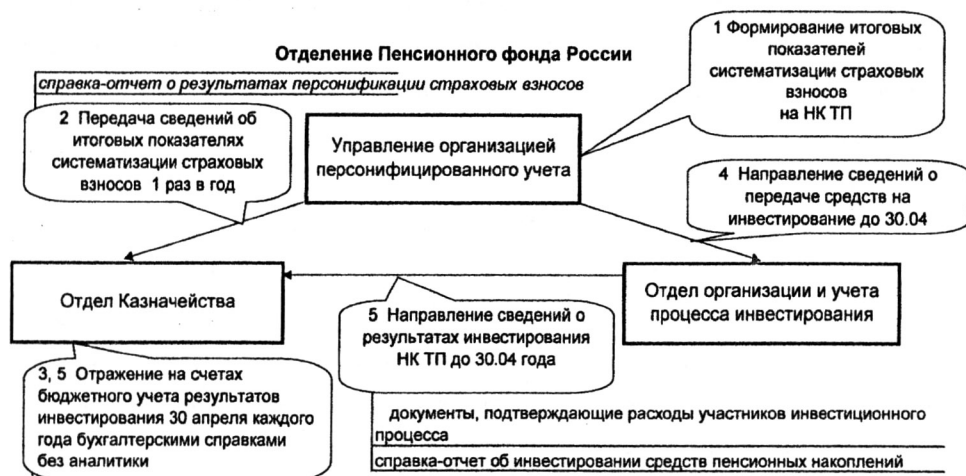 Отделение Пенсионного фонда России
справка-отчет о результатах персонификации страховых взносов
1 Формирование итоговых
показателей
систематизации страховых
взносов
на НК ТП
2 Передача сведений об
итоговых показателях
систематизации страховых
взносов 1 раз в год
Управление организацией
персонифицированного учета
4 Направление сведений о
передаче средств на
инвестирование до 30.04
Отдел Казначейства
Отдел организации и учета
процесса инвестирования
5 Направление сведений о
результатах инвестирования
НК ТП до 30.04 года
3, 5 Отражение на счетах
бюджетного учета результатов
инвестирования 30 апреля каждого
года бухгалтерскими справками
без аналитики
документы, подтверждающие расходы участников инвестиционного
процесса
справка-отчет об инвестировании средств пенсионных накоплений